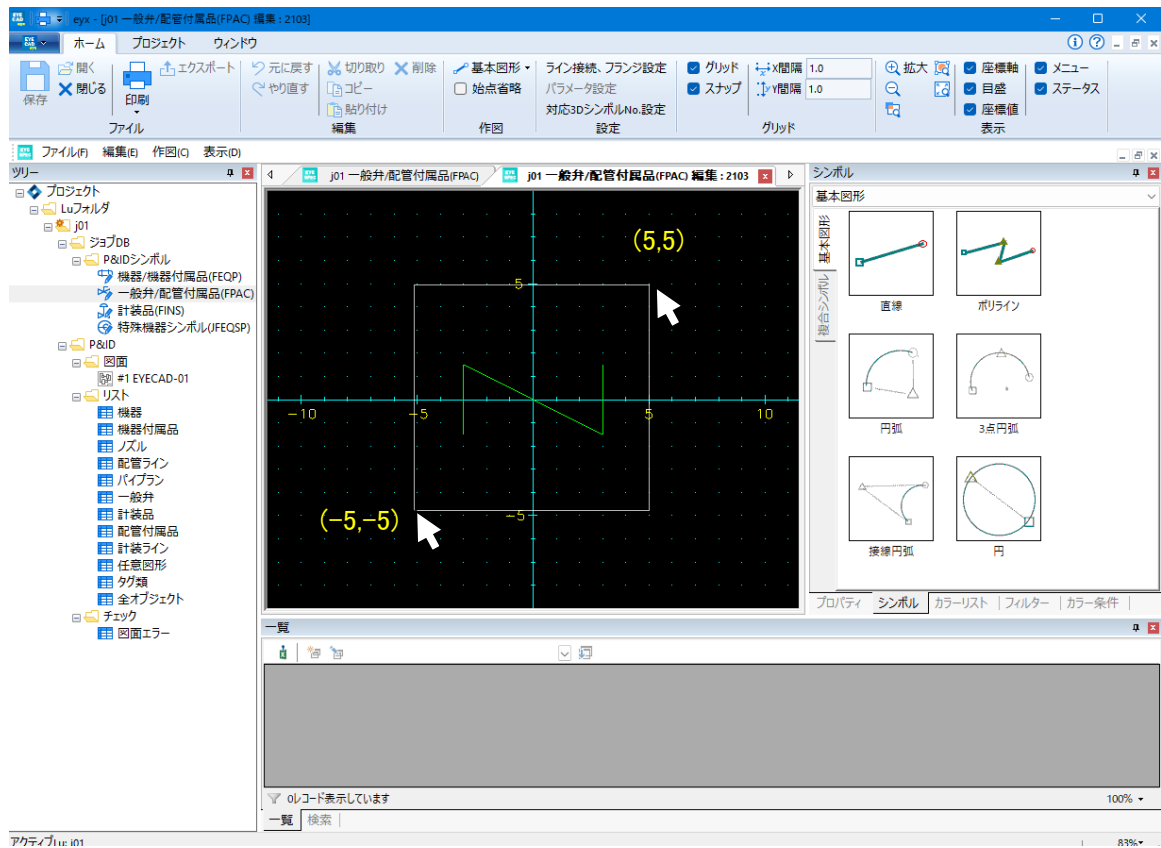 eyx - [j01 一般弁/配管付属品(FPAC) 編集 : 2103]
ホーム プロジェクト ウィンドウ
保存 開く 閉じる 印刷 エクスポート
ファイル
元に戻す やり直す 切取り コピー 貼り付け 削除
編集
基本図形 始点省略
作図
ライン接続、フランジ設定
パラメータ設定
対応3DシンボルNo.設定
設定
グリッド スナップ X間隔 1.0 Y間隔 1.0
グリッド
拡大 座標軸 目盛 座標値 メニュー ステータス
表示
ファイル(F) 編集(E) 作図(C) 表示(D)
ツリー
プロジェクト
Luフォルダ
j01
ジョブDB
P&IDシンボル
機器/機器付属品(FEQP)
一般弁/配管付属品(FPAC)
計装品(FINS)
特殊機器シンボル(JFEQSP)
P&ID
図面
#1 EYECAD-01
リスト
機器
機器付属品
ノズル
配管ライン
パイプラン
一般弁
計装品
配管付属品
計装ライン
任意図形
タグ類
全オブジェクト
チェック
図面エラー
j01 一般弁/配管付属品(FPAC) j01 一般弁/配管付属品(FPAC) 編集 : 2103
(5,5)
5
-10 -5 5 10
(-5,-5)
-5
シンボル
基本図形
基本図形
複合シンボル
直線 ポリライン
円弧 3点円弧
接線円弧 円
プロパティ シンボル カラーリスト フィルター カラー条件
一覧
0レコード表示しています 100%
一覧 検索
アクティブLu: j01 83%